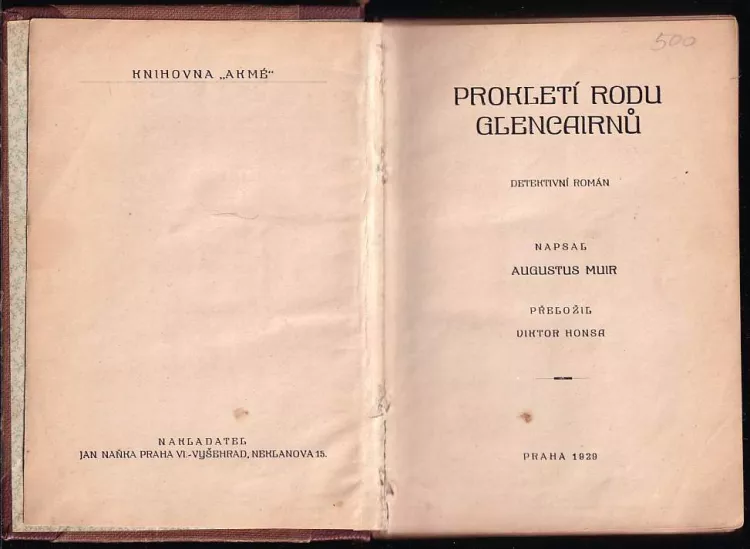 KNIHOVNA „AKMÉ“
NAKLADATEL
JAN NAŇKA PRAHA VI.-VYŠEHRAD, NEKLANOVA 15.
500
PROKLETÍ RODU
GLENCAIRNŮ
DETEKTIVNÍ ROMÁN
NAPSAL
AUGUSTUS MUIR
PŘELOŽIL
VIKTOR HONSA
PRAHA 1929